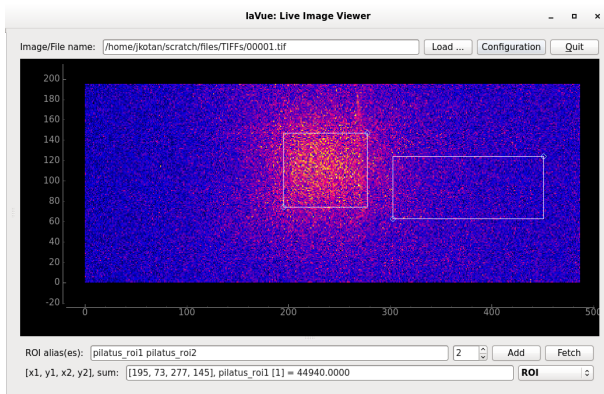 laVue: Live Image Viewer
Image/File name: /home/jkotan/scratch/files/TIFFs/00001.tif Load ... Configuration Quit
200
180
160
140
120
100
80
60
40
20
0
-20
0 100 200 300 400 500
ROI alias(es): pilatus_roi1 pilatus_roi2 2 Add Fetch
[x1, y1, x2, y2], sum: [195, 73, 277, 145], pilatus_roi1 [1] = 44940.0000 ROI